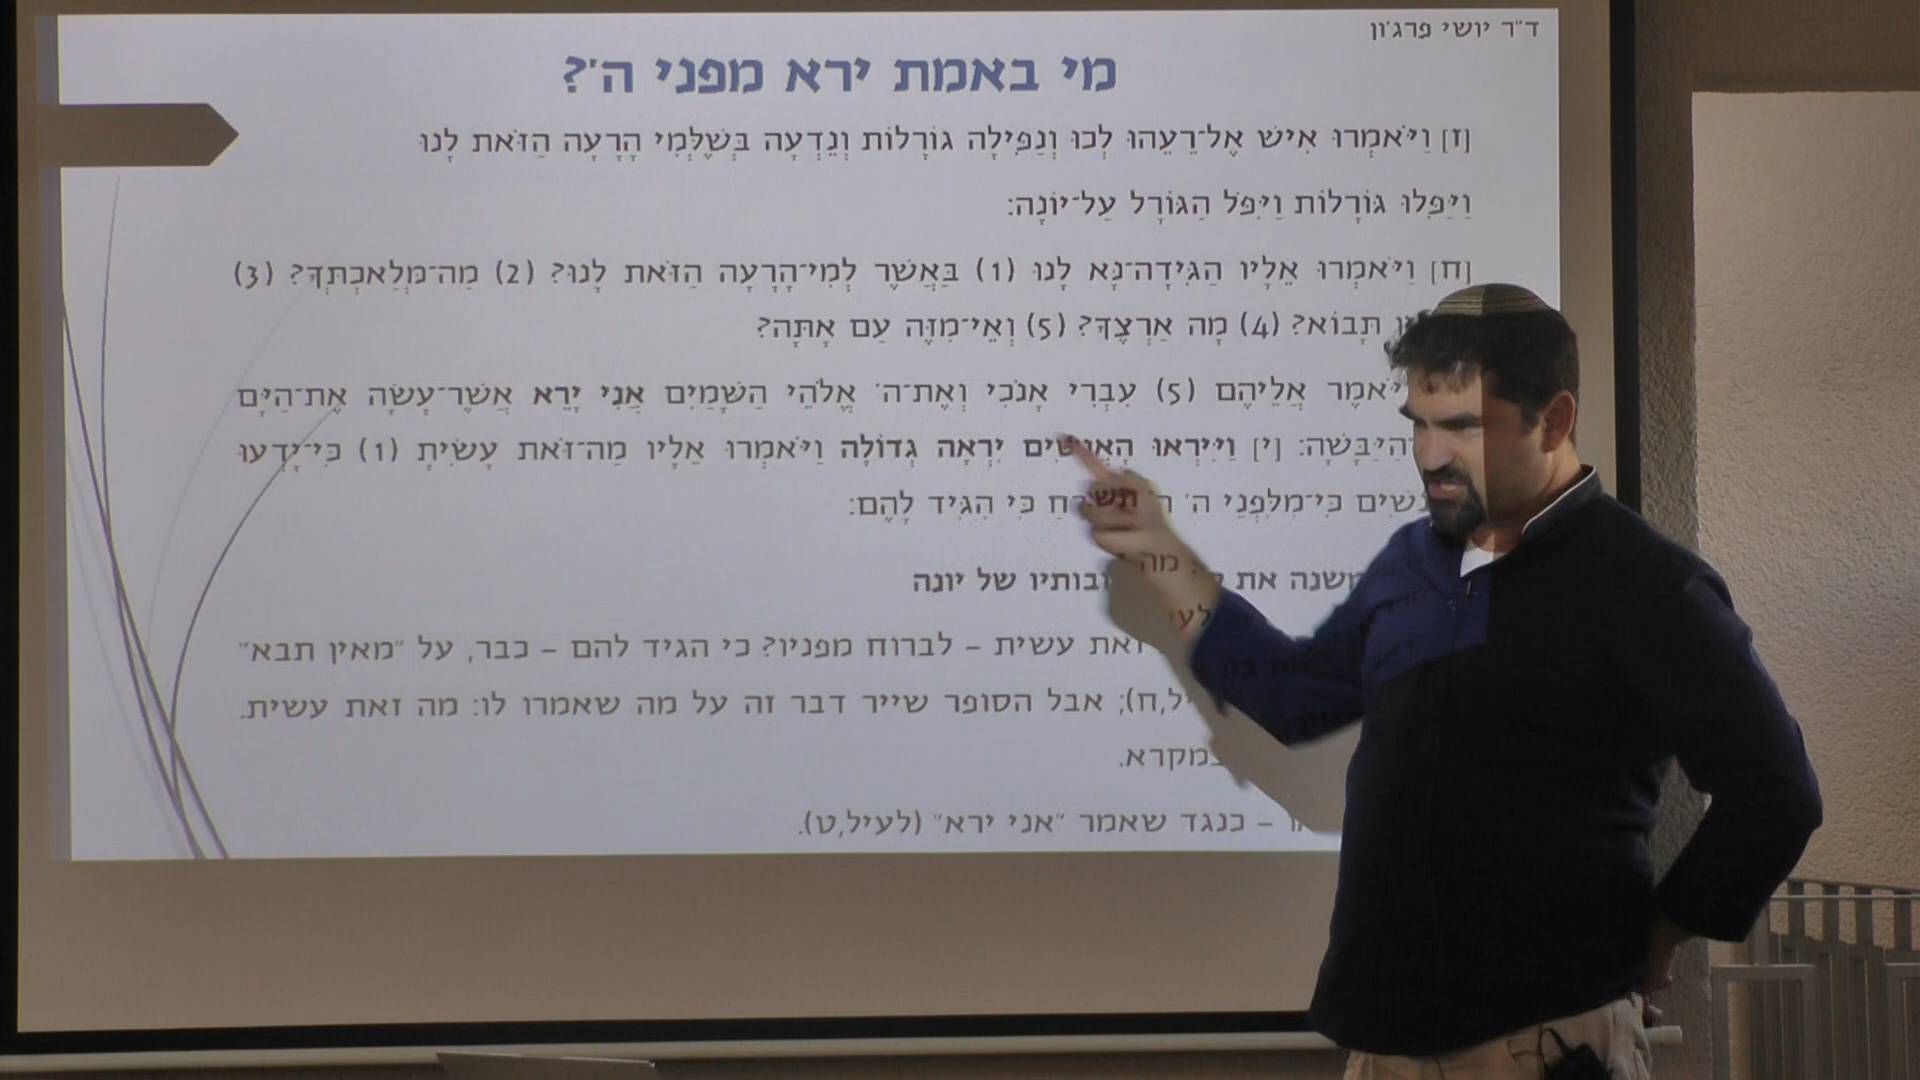 ד״ר יושי פרג׳ון
מי באמת ירא מפני ה׳?
[ז] וַיֹּאמְרוּ אִישׁ אֶל־רֵעֵהוּ לְכוּ וְנַפִּילָה גוֹרָלוֹת וְנֵדְעָה בְּשֶׁלְּמִי הָרָעָה הַזֹּאת לָנוּ
וַיַּפִּלוּ גּוֹרָלוֹת וַיִּפֹּל הַגּוֹרָל עַל־יוֹנָה:
[ח] וַיֹּאמְרוּ אֵלָיו הַגִּידָה־נָּא לָנוּ (1) בַּאֲשֶׁר לְמִי־הָרָעָה הַזֹּאת לָנוּ? (2) מַה־מְּלַאכְתְּךָ? (3)
תָּבוֹא? (4) מָה אַרְצֶךָ? (5) וְאֵי־מִזֶּה עַם אָתָּה?
אֲלֵיהֶם (5) עִבְרִי אָנֹכִי וְאֶת־ה׳ אֱלֹהֵי הַשָּׁמַיִם אֲנִי יָרֵא אֲשֶׁר־עָשָׂה אֶת־הַיָּם
הַיַּבָּשָׁה: [י] וַיִּירְאוּ הָאֲנָשִׁים יִרְאָה גְדוֹלָה וַיֹּאמְרוּ אֵלָיו מַה־זֹּאת עָשִׂיתָ (1) כִּי־יָדְעוּ
כִּי־מִלִּפְנֵי ה׳ כִּי הִגִּיד לָהֶם:
משנה את של יונה
זאת עשית – לברוח מפניו? כי הגיד להם – כבר, על ״מאין תבא״
אבל הסופר שייר דבר זה על מה שאמרו לו: מה זאת עשית.
במקרא.
– כנגד שאמר ״אני ירא״ (לעיל,ט).